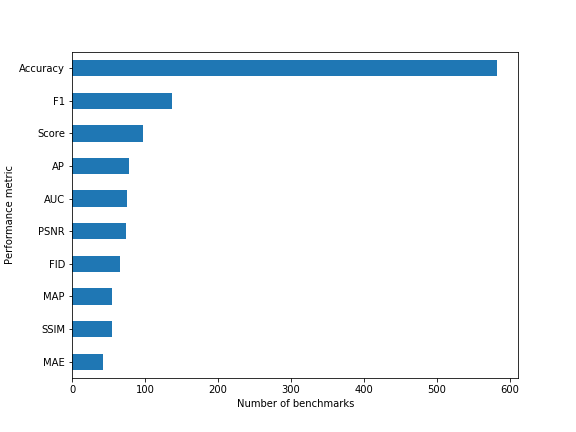 Accuracy
F1
Score
AP
AUC
PSNR
FID
MAP
SSIM
MAE
Performance metric
0 100 200 300 400 500 600
Number of benchmarks